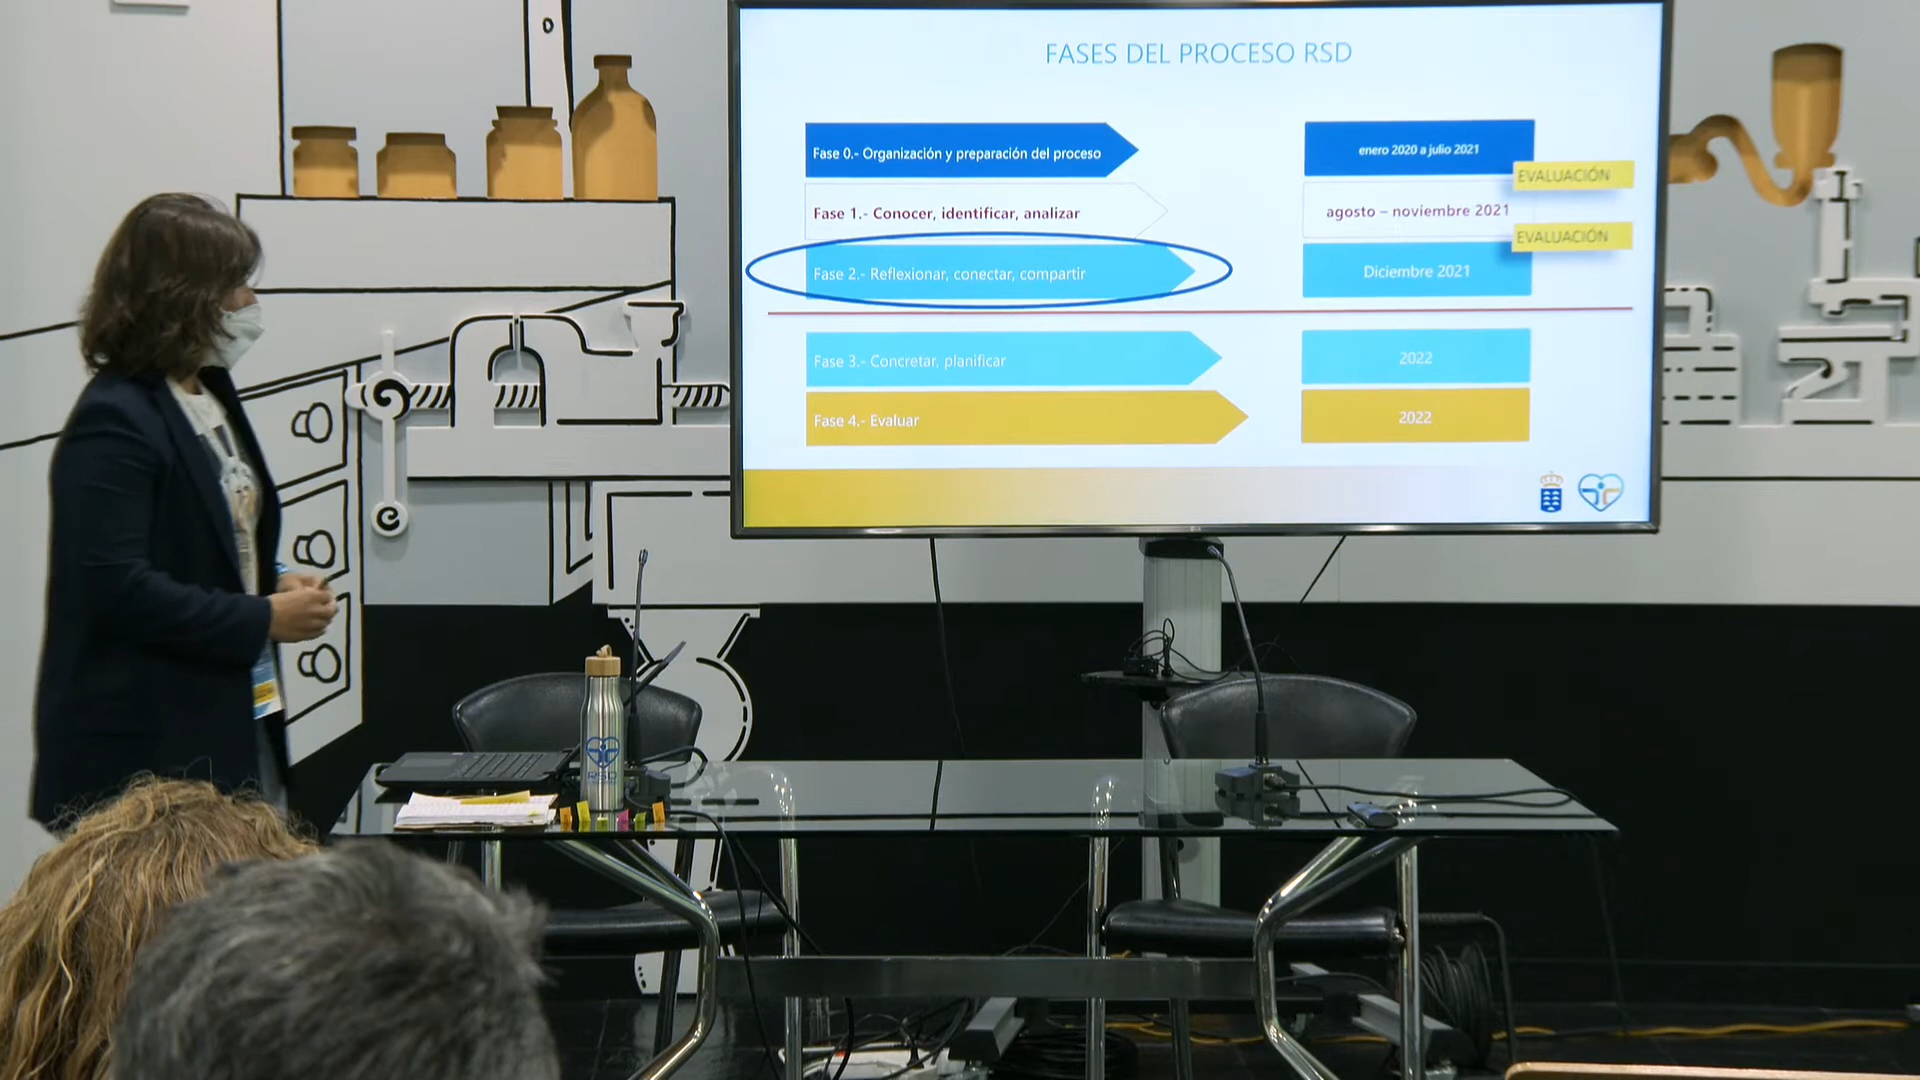 FASES DEL PROCESO RSD
Fase 0.- Organización y preparación del proceso
enero 2020 a julio 2021
EVALUACIÓN
Fase 1.- Conocer, identificar, analizar
agosto – noviembre 2021
EVALUACIÓN
Fase 2.- Reflexionar, conectar, compartir
Diciembre 2021
Fase 3.- Concretar, planificar
2022
Fase 4.- Evaluar
2022
RSD